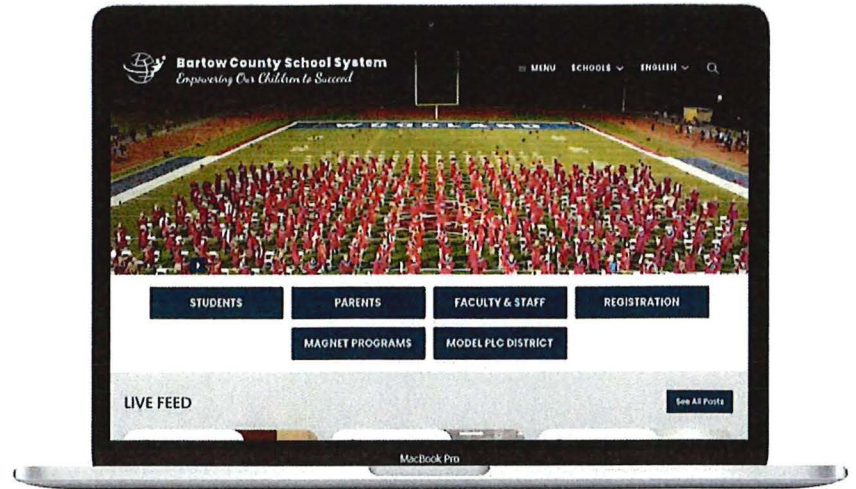 Bartow County School System
Empowering Our Children to Succeed
MENU SCHOOLS ENGLISH
WOODLAND
STUDENTS PARENTS FACULTY & STAFF REGISTRATION
MAGNET PROGRAMS MODEL PLC DISTRICT
LIVE FEED See All Posts
MacBook Pro